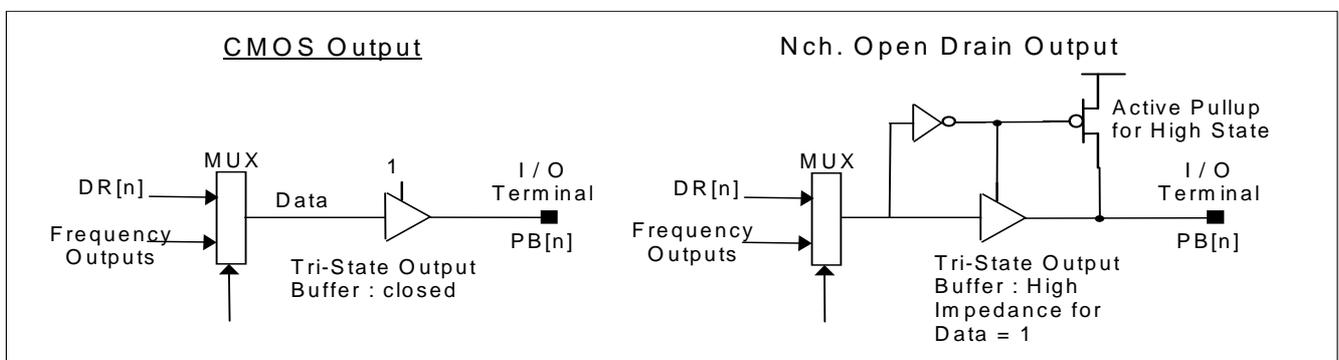 CMOS Output
MUX
DR[n]
Frequency
Outputs
Data
1
I / O
Terminal
PB[n]
Tri-State Output
Buffer : closed
Nch. Open Drain Output
Active Pullup
for High State
MUX
DR[n]
Frequency
Outputs
I / O
Terminal
PB[n]
Tri-State Output
Buffer : High
Impedance for
Data = 1